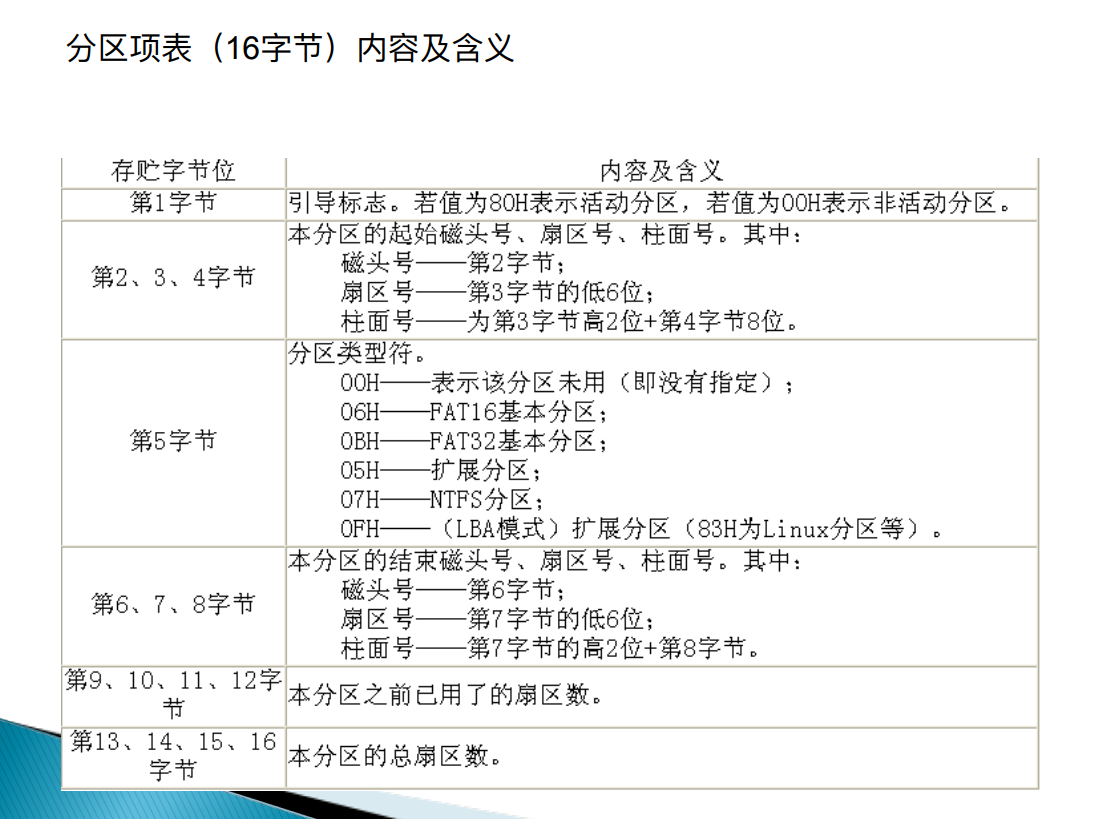 分区项表（16字节）内容及含义
存贮字节位
内容及含义
第1字节
引导标志。若值为80H表示活动分区，若值为00H表示非活动分区。
第2、3、4字节
本分区的起始磁头号、扇区号、柱面号。其中：
磁头号——第2字节；
扇区号——第3字节的低6位；
柱面号——为第3字节高2位+第4字节8位。
第5字节
分区类型符。
00H——表示该分区未用（即没有指定）；
06H——FAT16基本分区；
0BH——FAT32基本分区；
05H——扩展分区；
07H——NTFS分区；
0FH——（LBA模式）扩展分区（83H为Linux分区等）。
第6、7、8字节
本分区的结束磁头号、扇区号、柱面号。其中：
磁头号——第6字节；
扇区号——第7字节的低6位；
柱面号——第7字节的高2位+第8字节。
第9、10、11、12字
节
本分区之前已用了的扇区数。
第13、14、15、16
字节
本分区的总扇区数。